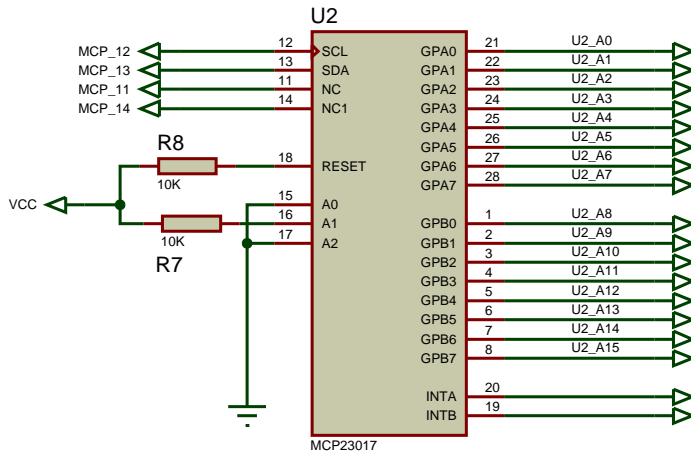 U2
MCP_12 12 SCL GPA0 21 U2_A0
MCP_13 13 SDA GPA1 22 U2_A1
MCP_11 11 NC GPA2 23 U2_A2
MCP_14 14 NC1 GPA3 24 U2_A3
GPA4 25 U2_A4
R8 GPA5 26 U2_A5
10K 18 RESET GPA6 27 U2_A6
GPA7 28 U2_A7
VCC 15 A0
10K 16 A1 GPB0 1 U2_A8
R7 17 A2 GPB1 2 U2_A9
GPB2 3 U2_A10
GPB3 4 U2_A11
GPB4 5 U2_A12
GPB5 6 U2_A13
GPB6 7 U2_A14
GPB7 8 U2_A15
INTA 20
INTB 19
MCP23017